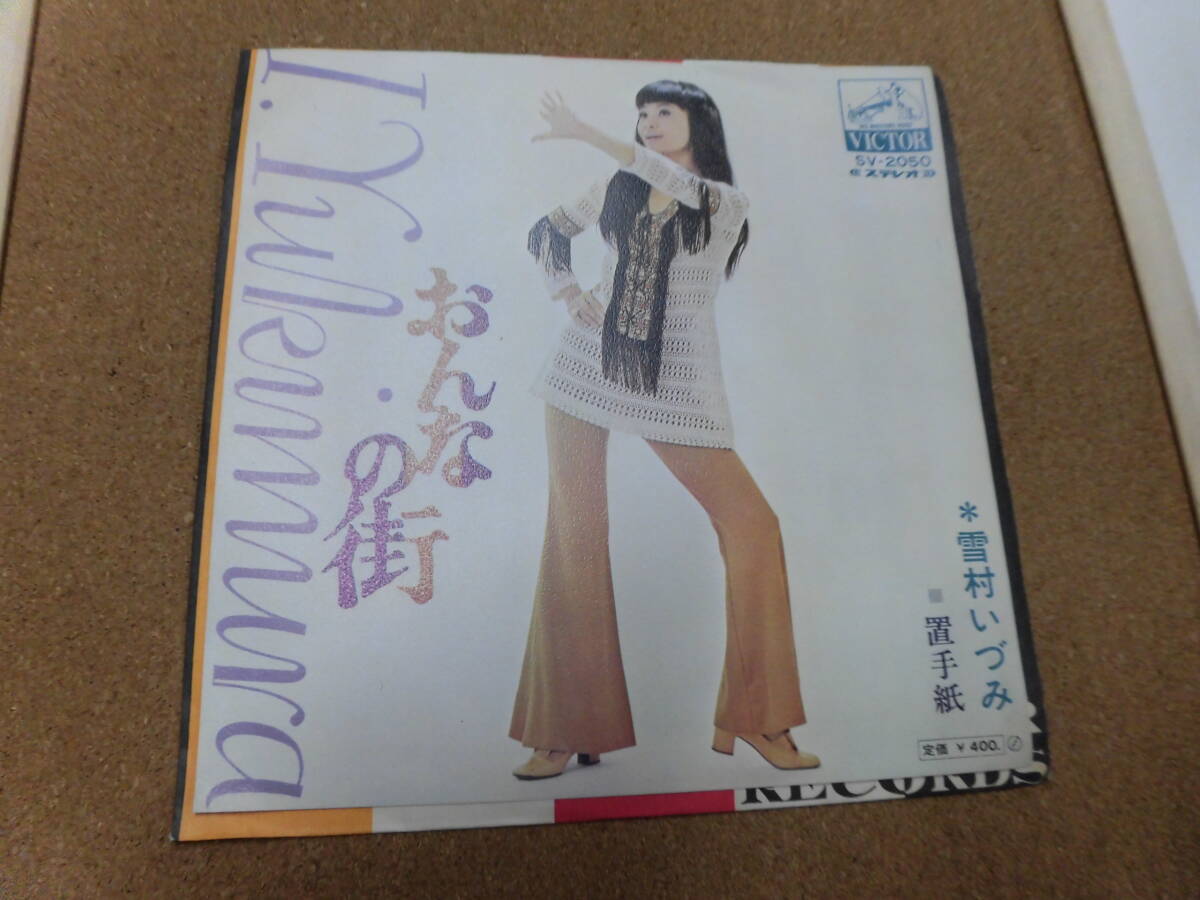 I. Yukimura
おんな
の街
VICTOR
SV-2050
ステレオ
*雪村いづみ
置手紙
定価 ¥400.
RECORDS